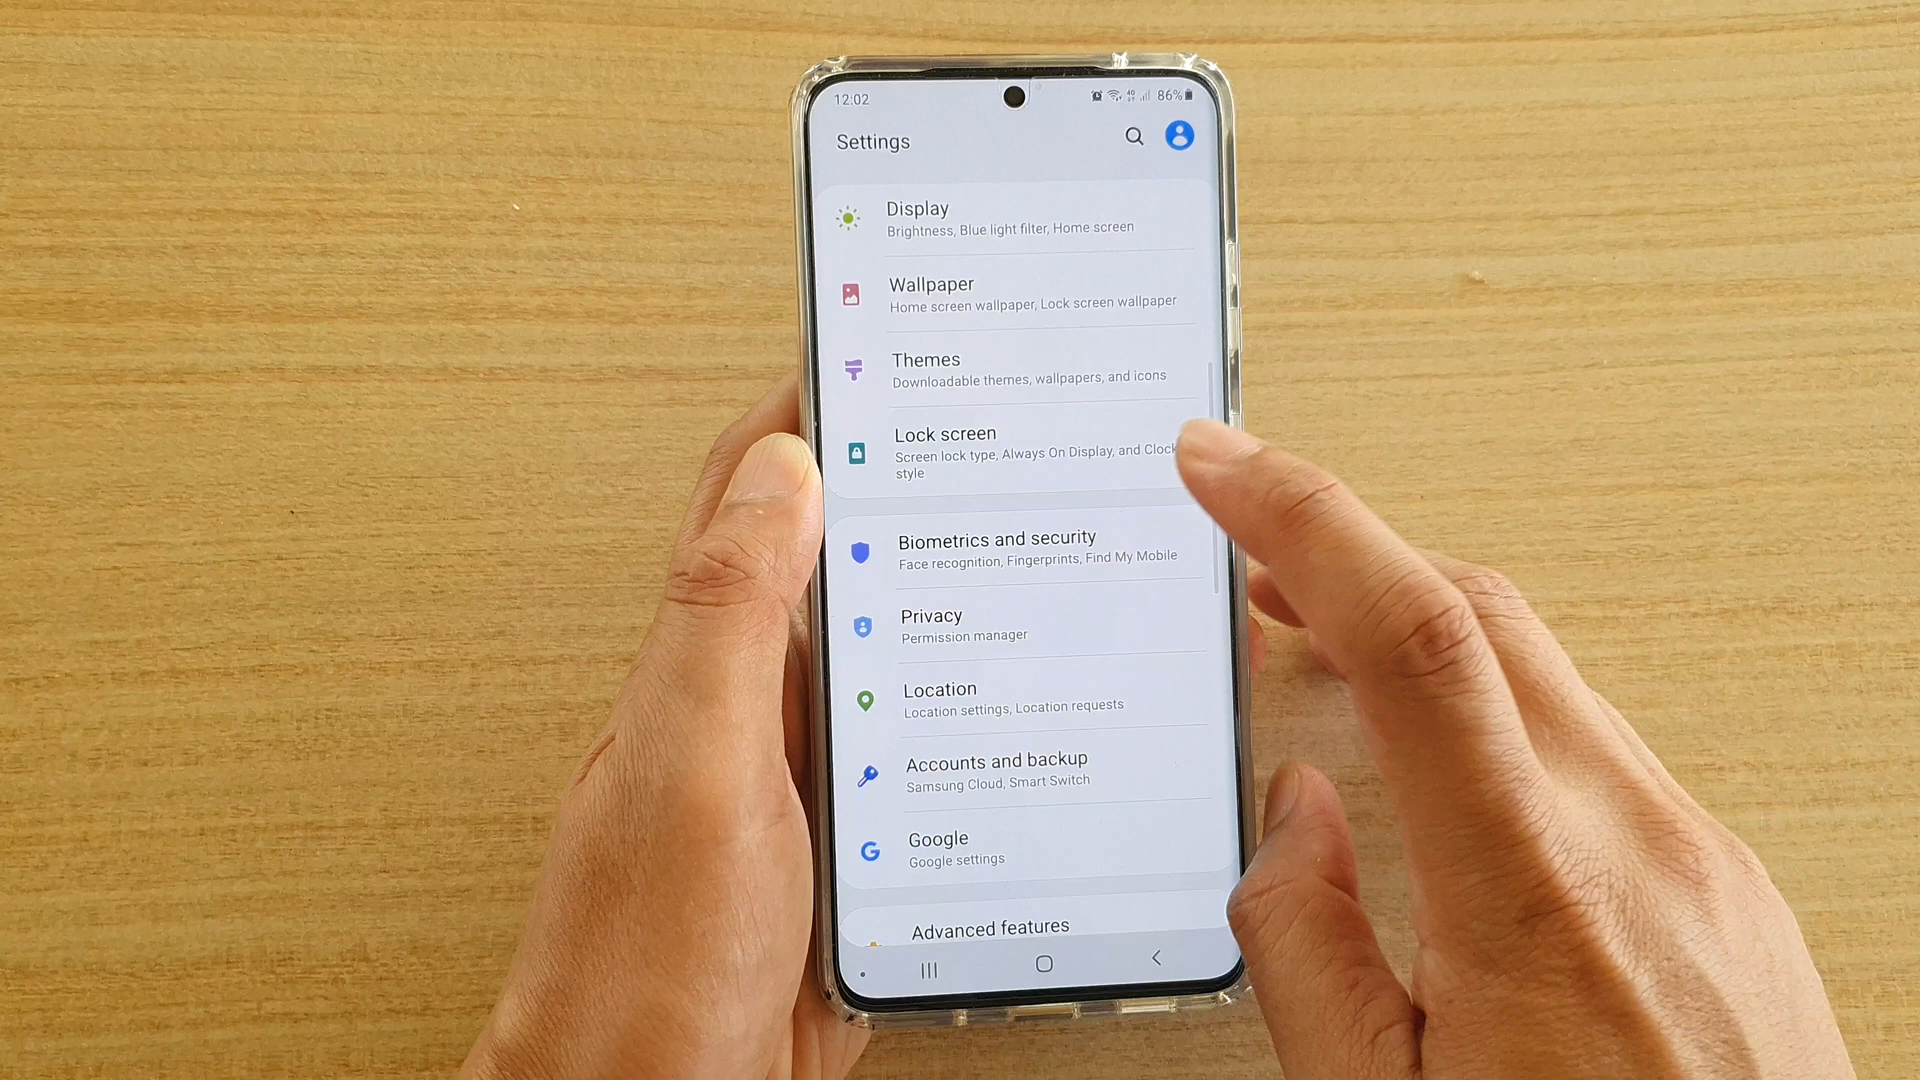 12:02
4G
86%
Settings
Display
Brightness, Blue light filter, Home screen
Wallpaper
Home screen wallpaper, Lock screen wallpaper
Themes
Downloadable themes, wallpapers, and icons
Lock screen
Screen lock type, Always On Display, and Clock
style
Biometrics and security
Face recognition, Fingerprints, Find My Mobile
Privacy
Permission manager
Location
Location settings, Location requests
Accounts and backup
Samsung Cloud, Smart Switch
Google
Google settings
Advanced features